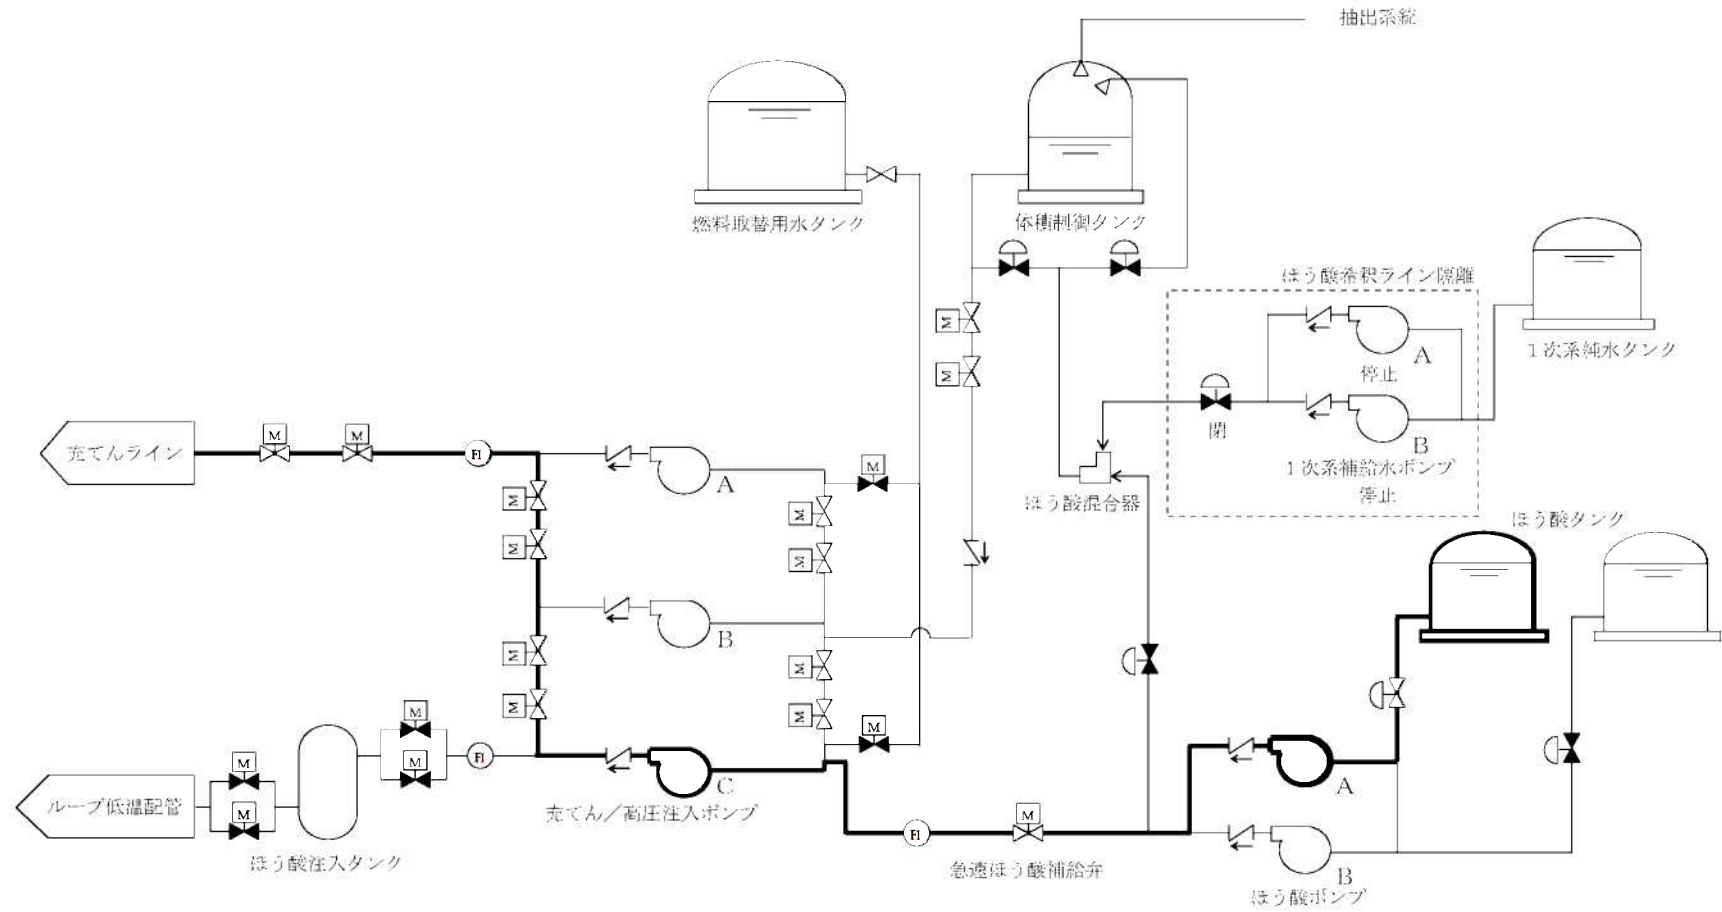 抽出系統
燃料取替用水タンク
体積制御タンク
ほう酸希釈ライン隔離
M
A
1次系純水タンク
停止
M
閉
B
1次系補給水ポンプ
停止
充てんライン
M
M
FI
A
M
ほう酸混合器
M
M
ほう酸タンク
M
M
B
M
M
M
M
M
M
M
M
FI
C
A
ループ低温配管
M
M
充てん/高圧注入ポンプ
FI
M
ほう酸注入タンク
急速ほう酸補給弁
B
ほう酸ポンプ